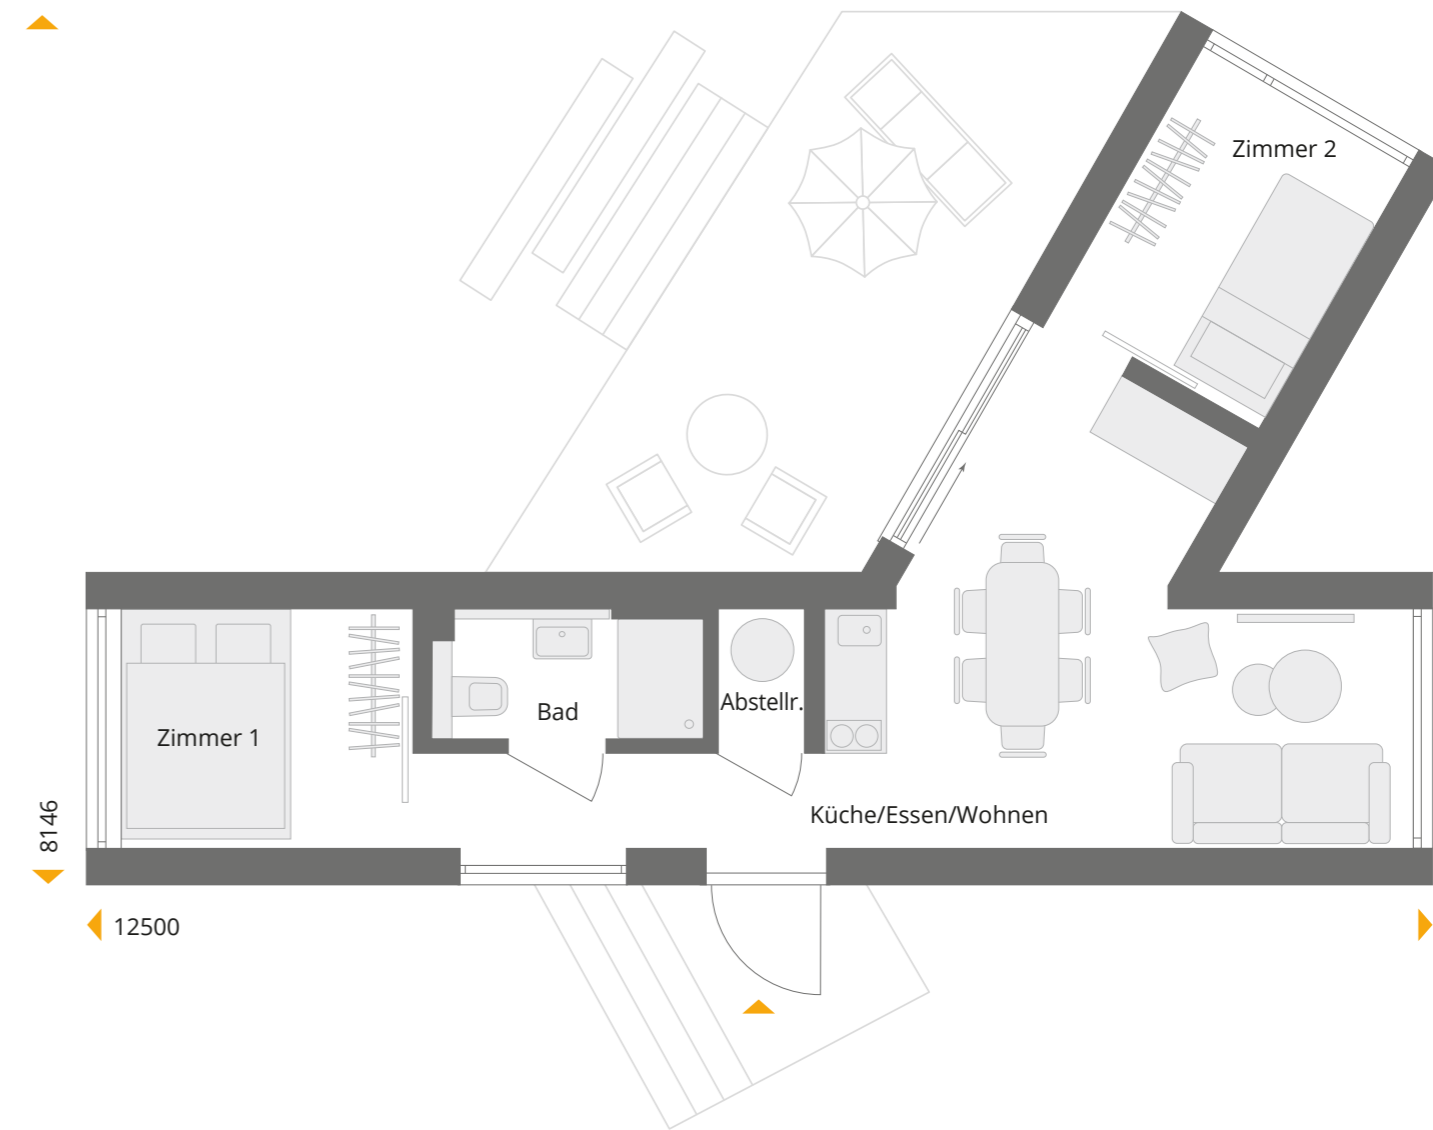 Zimmer 2
Bad
Abstellr.
Zimmer 1
Küche/Essen/Wohnen
8146
12500